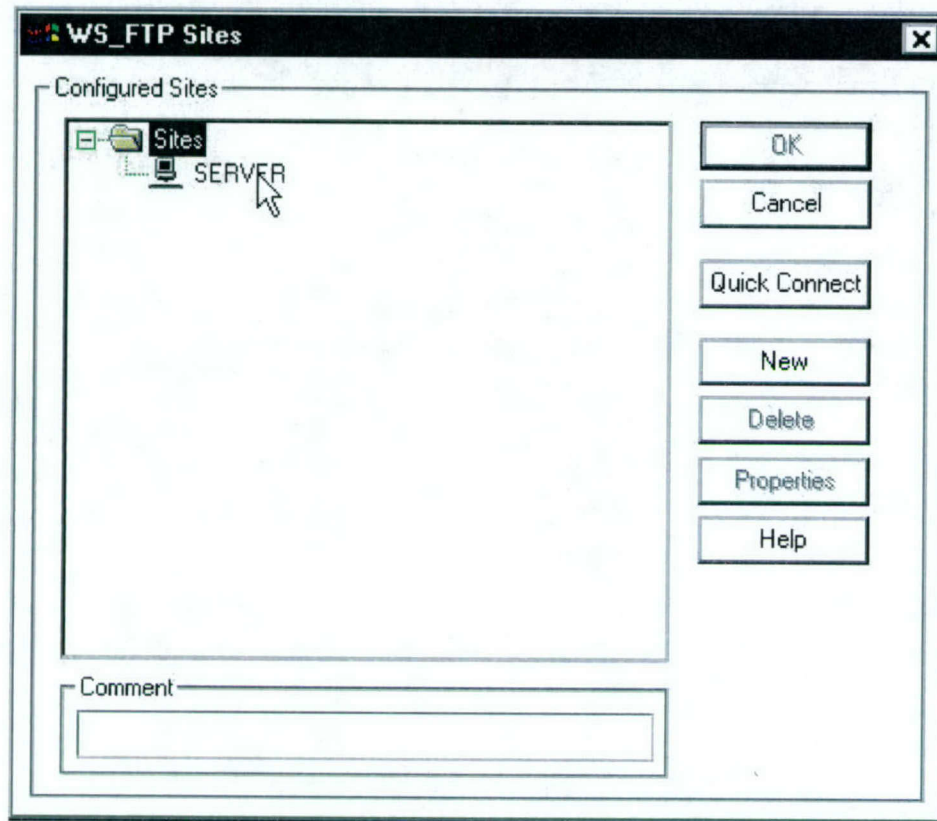 WS_FTP Sites
Configured Sites
Sites
SERVER
OK
Cancel
Quick Connect
New
Delete
Properties
Help
Comment